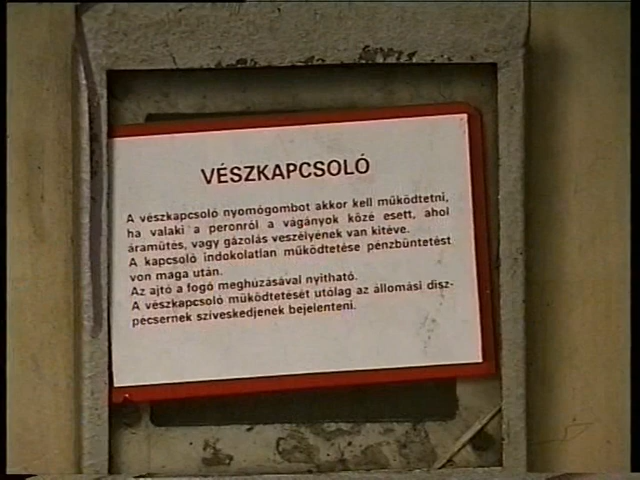 VÉSZKAPCSOLÓ
A vészkapcsoló nyomógombot akkor kell működtetni,
ha valaki a peronról a vágányok közé esett, ahol
áramütés, vagy gázolás veszélyének van kitéve.
A kapcsoló indokolatlan működtetése pénzbüntetést
von maga után.
Az ajtó a fogó meghúzásával nyitható.
A vészkapcsoló működtetését utólag az állomási disz-
pécsernek szíveskedjenek bejelenteni.